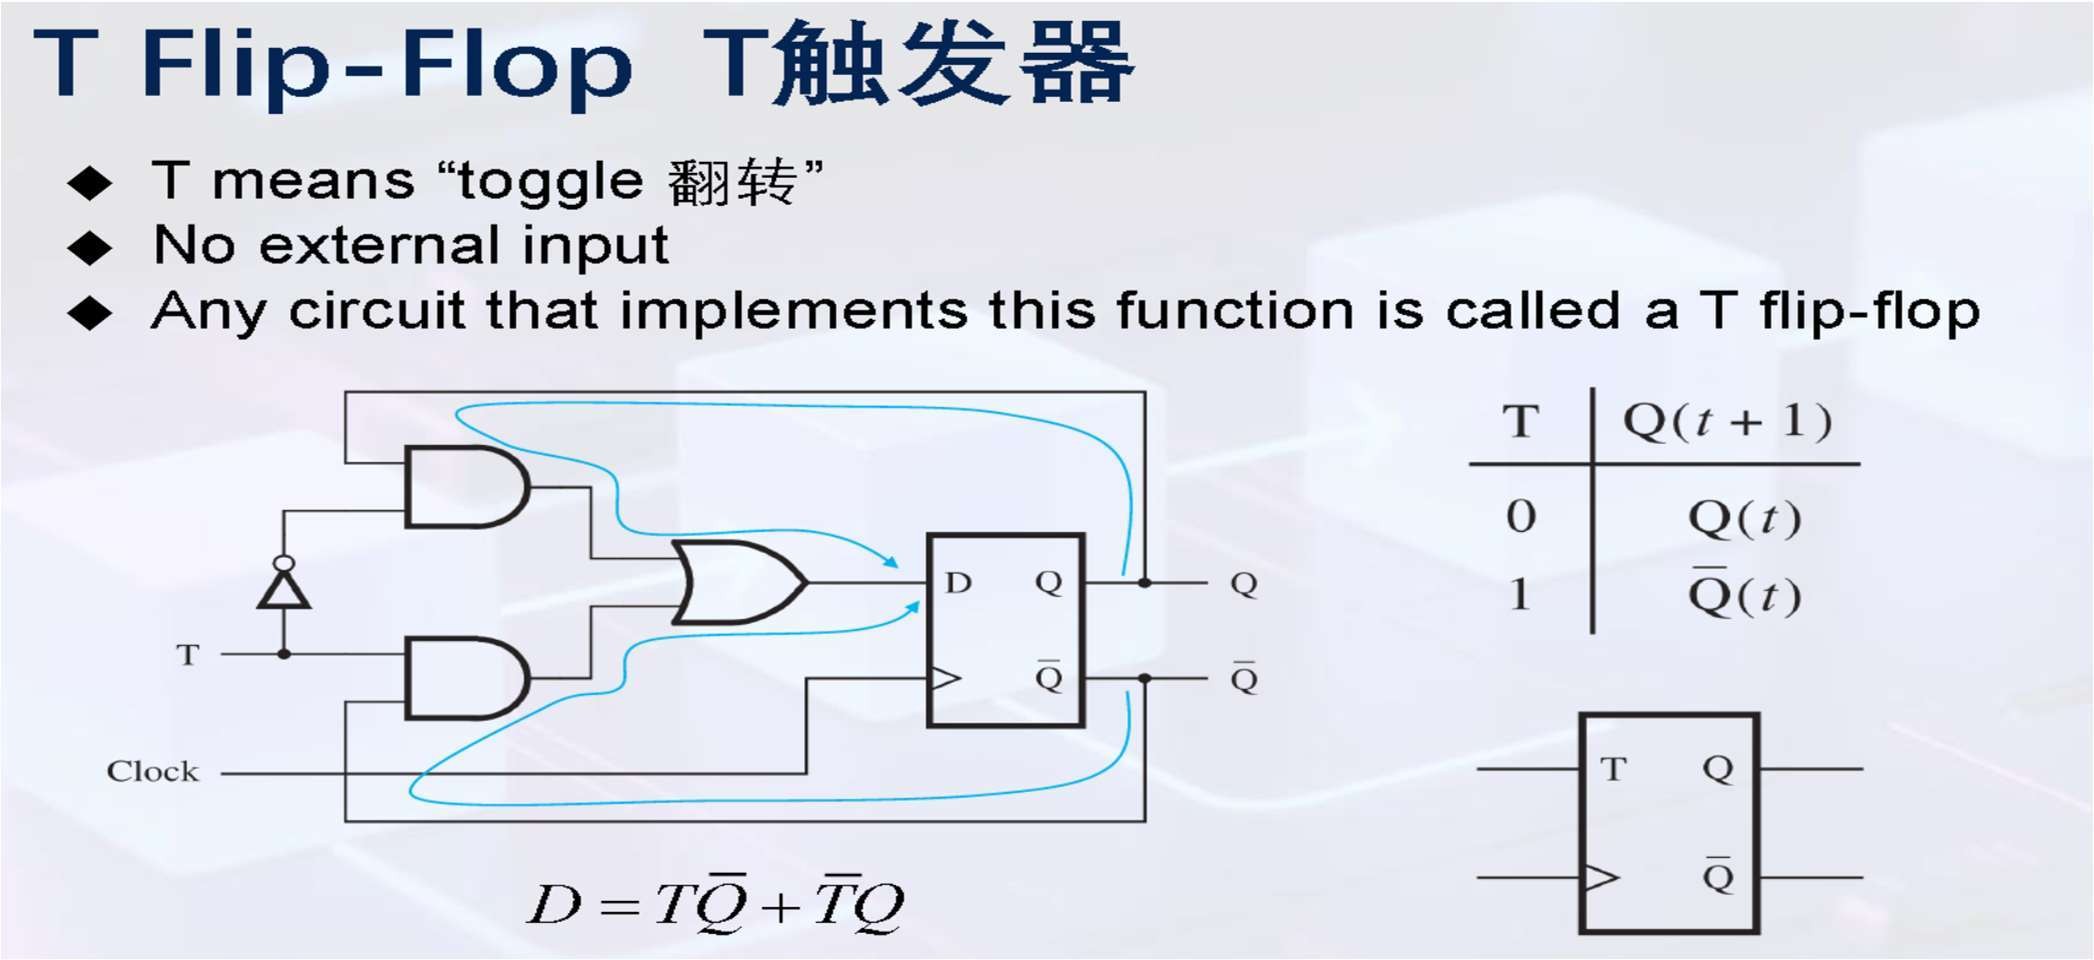 T Flip-Flop T触发器
◆ T means “toggle 翻转”
◆ No external input
◆ Any circuit that implements this function is called a T flip-flop
T Q(t + 1)
0 Q(t)
1 Q̅(t)
D Q Q
T
Q̅ Q̅
Clock
T Q
Q̅
D = TQ̅ + T̅Q